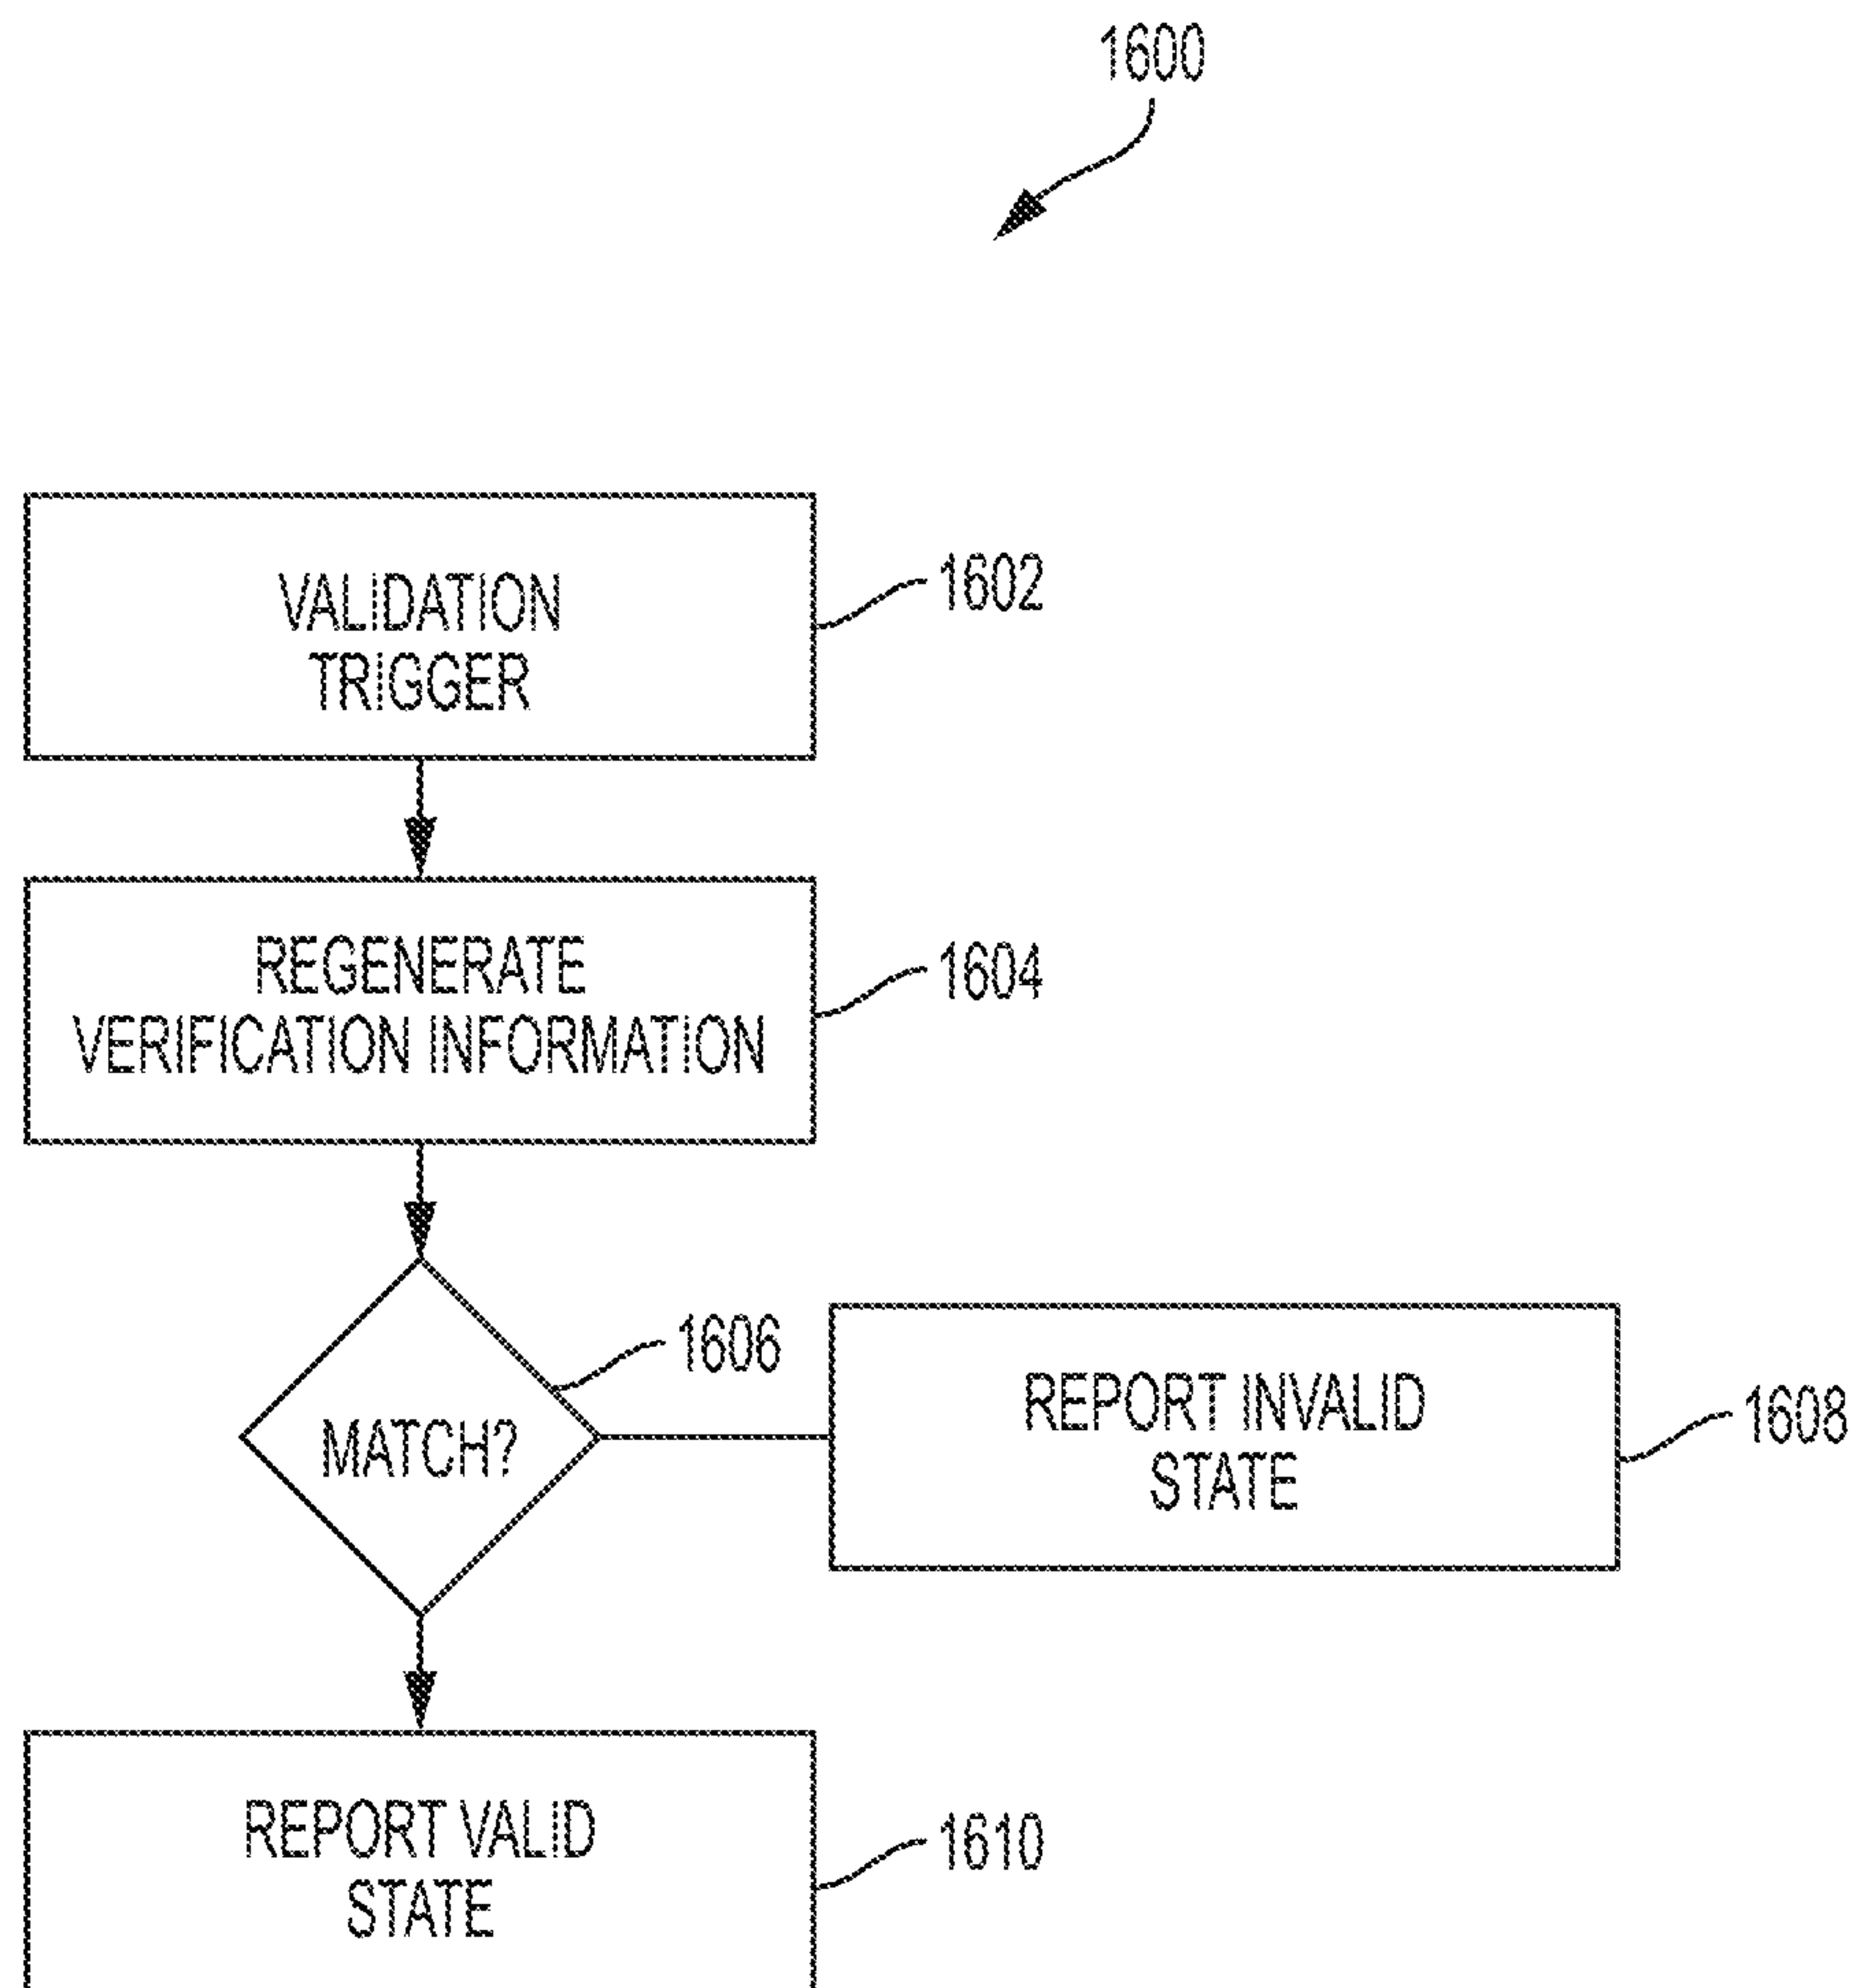 1600
VALIDATION
TRIGGER
1602
REGENERATE
VERIFICATION INFORMATION
1604
1606
MATCH?
REPORT INVALID
STATE
1608
REPORT VALID
STATE
1610